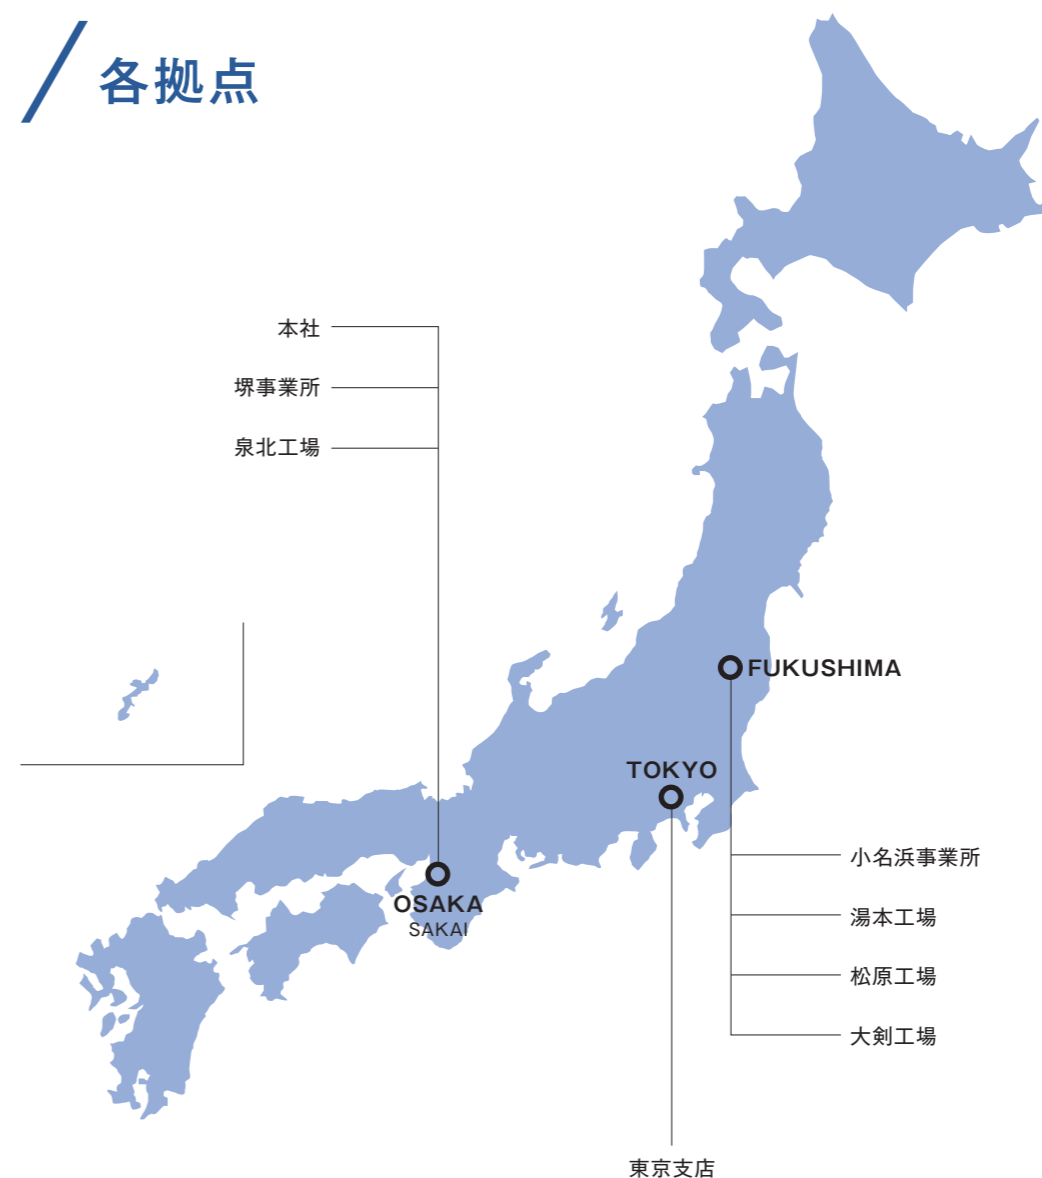 各拠点
本社
堺事業所
泉北工場
FUKUSHIMA
TOKYO
小名浜事業所
OSAKA
SAKAI
湯本工場
松原工場
大剣工場
東京支店